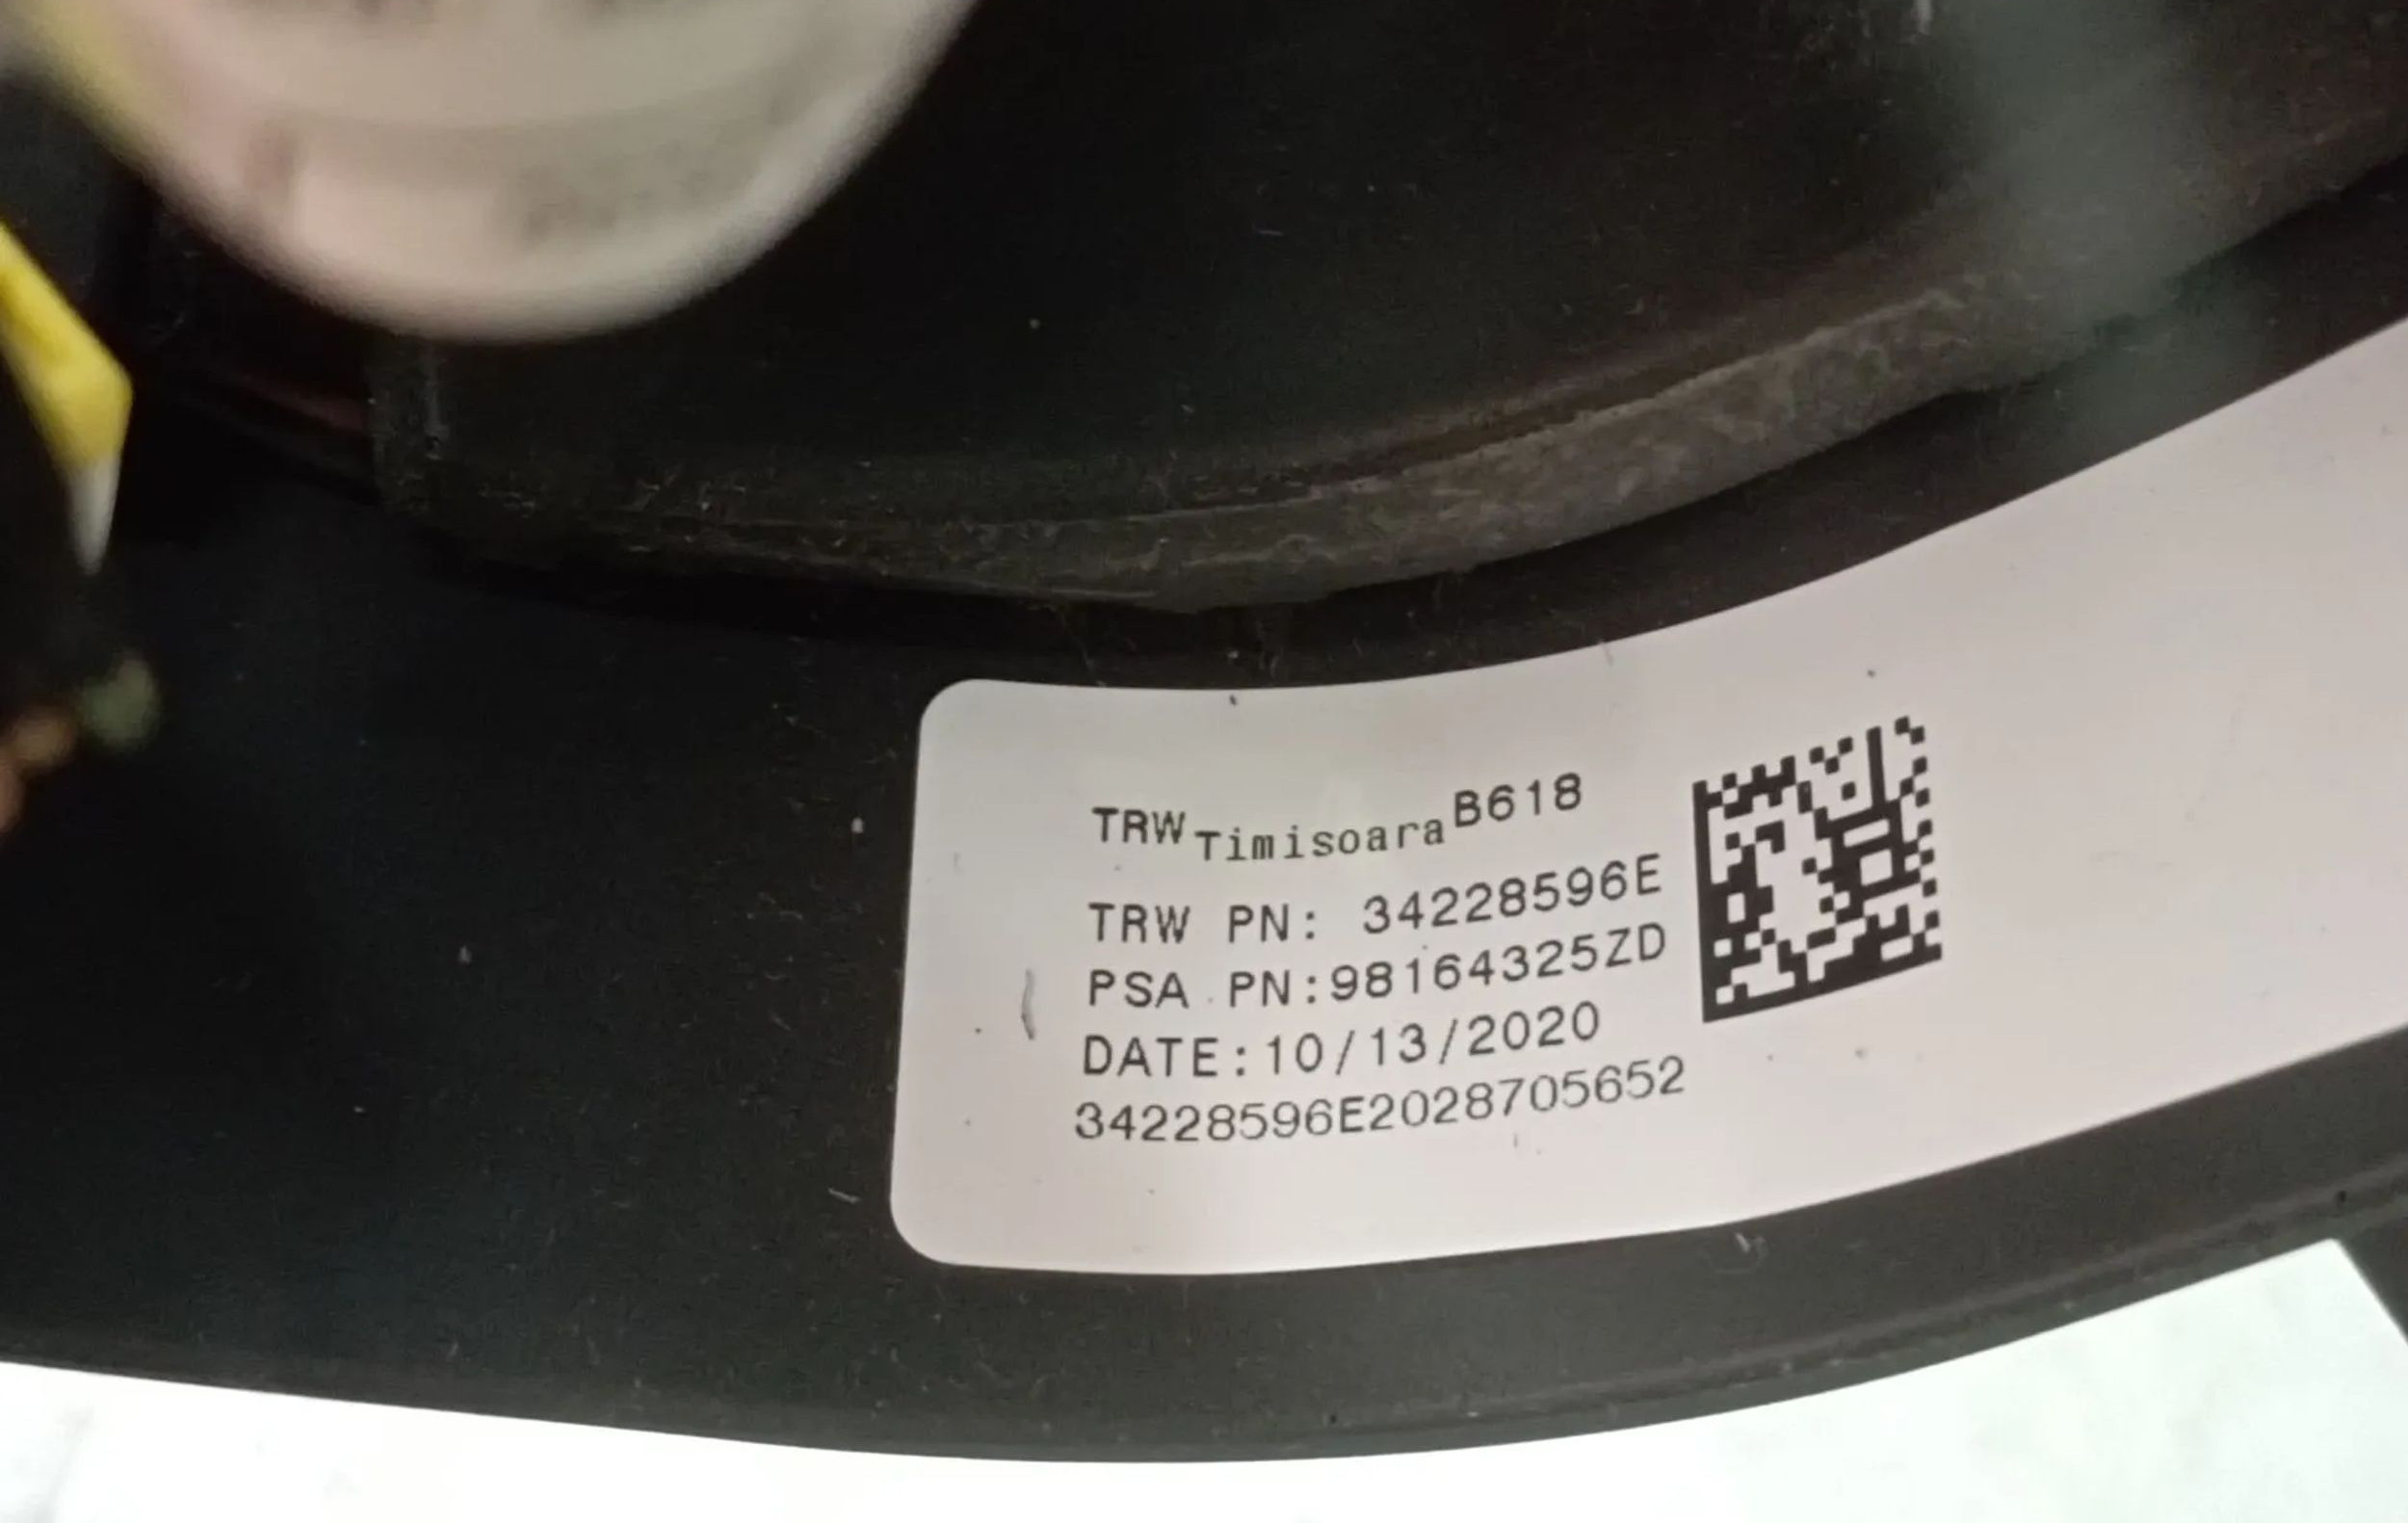 TRW Timisoara B618
TRW PN: 34228596E
PSA PN:98164325ZD
DATE:10/13/2020
34228596E2028705652